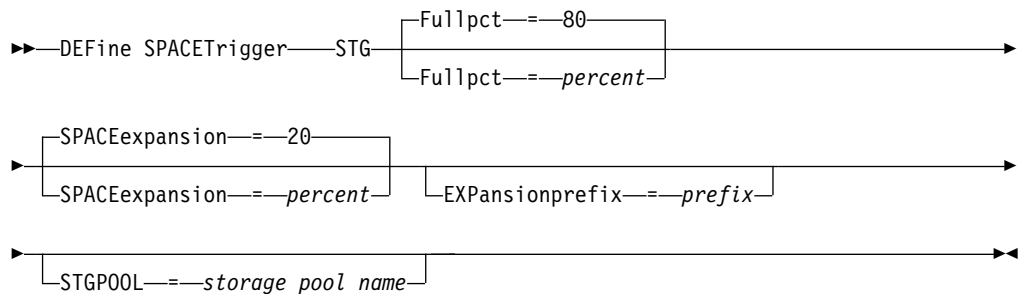 Fullpct = 80
DEFine SPACETrigger STG
Fullpct = percent
SPACEexpansion = 20
SPACEexpansion = percent
EXPansionprefix = prefix
STGPOOL = storage pool name